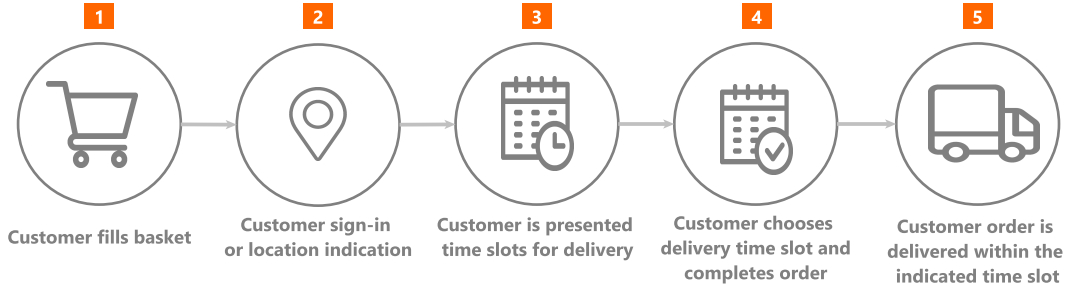 1
2
3
4
5
Customer fills basket
Customer sign-in
or location indication
Customer is presented
time slots for delivery
Customer chooses
delivery time slot and
completes order
Customer order is
delivered within the
indicated time slot